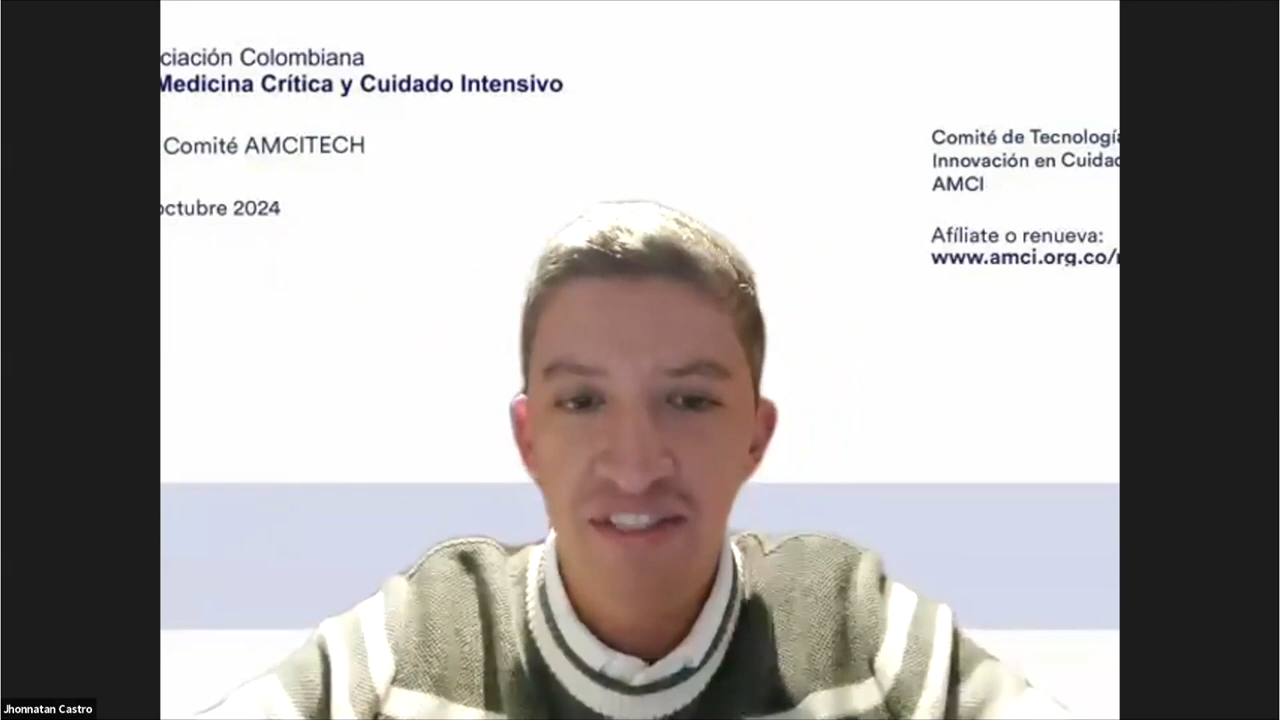 ciación Colombiana
Medicina Crítica y Cuidado Intensivo
Comité AMCITECH
octubre 2024
Comité de Tecnología
Innovación en Cuidad
AMCI
Afíliate o renueva:
www.amci.org.co/
Jhonnatan Castro